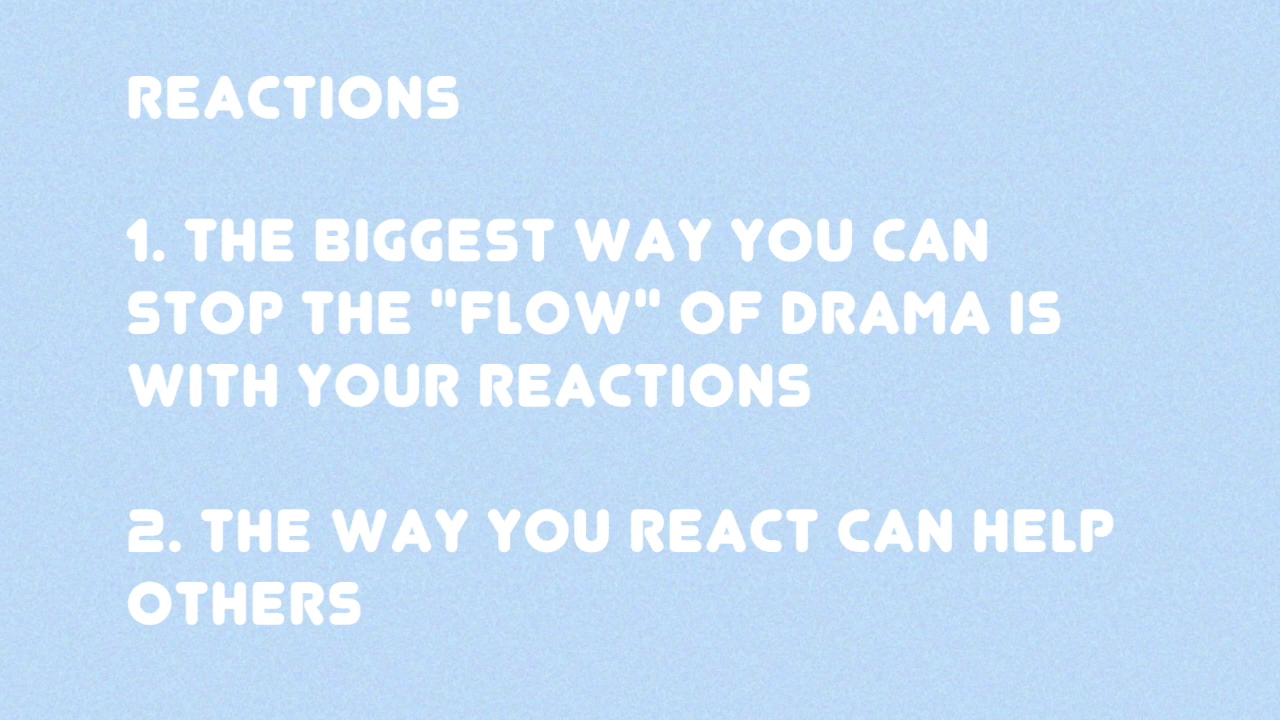 REACTIONS
1. THE BIGGEST WAY YOU CAN
STOP THE "FLOW" OF DRAMA IS
WITH YOUR REACTIONS
2. THE WAY YOU REACT CAN HELP
OTHERS